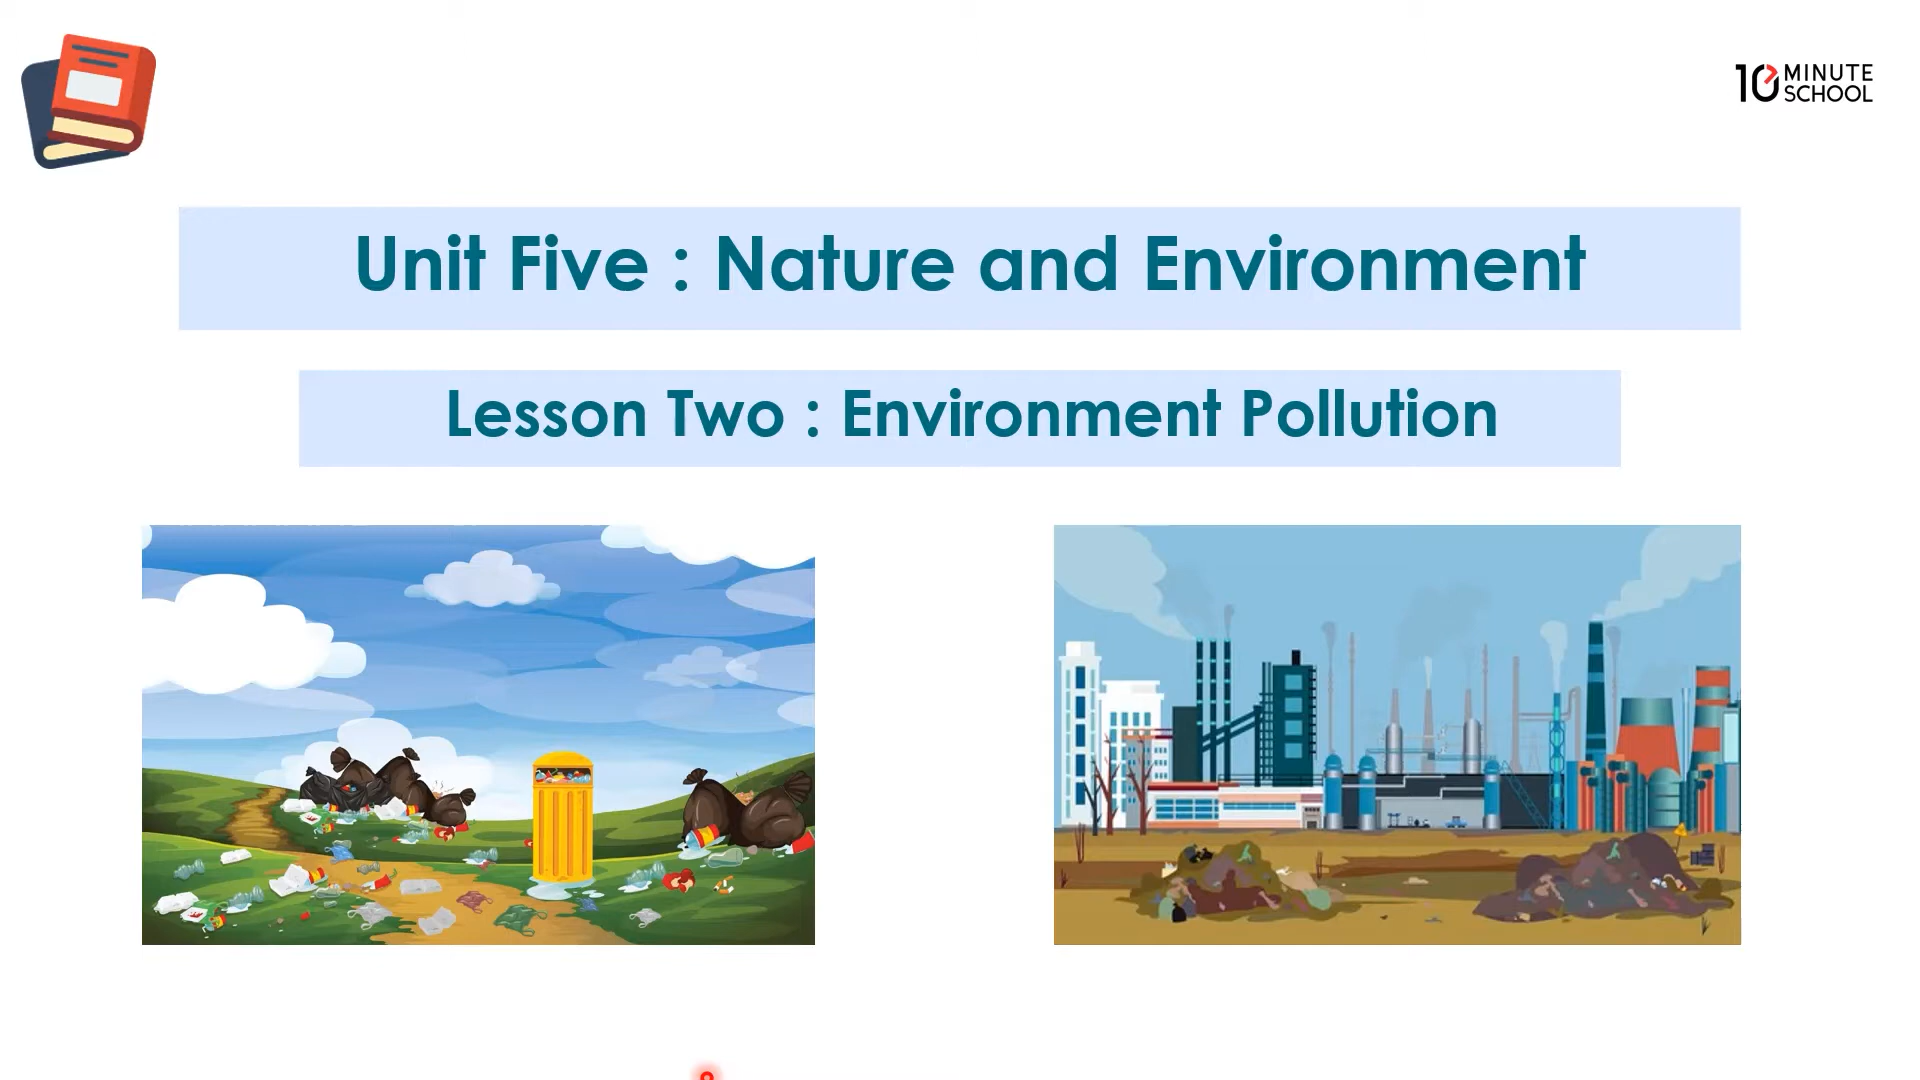 10 MINUTE
SCHOOL
Unit Five : Nature and Environment
Lesson Two : Environment Pollution